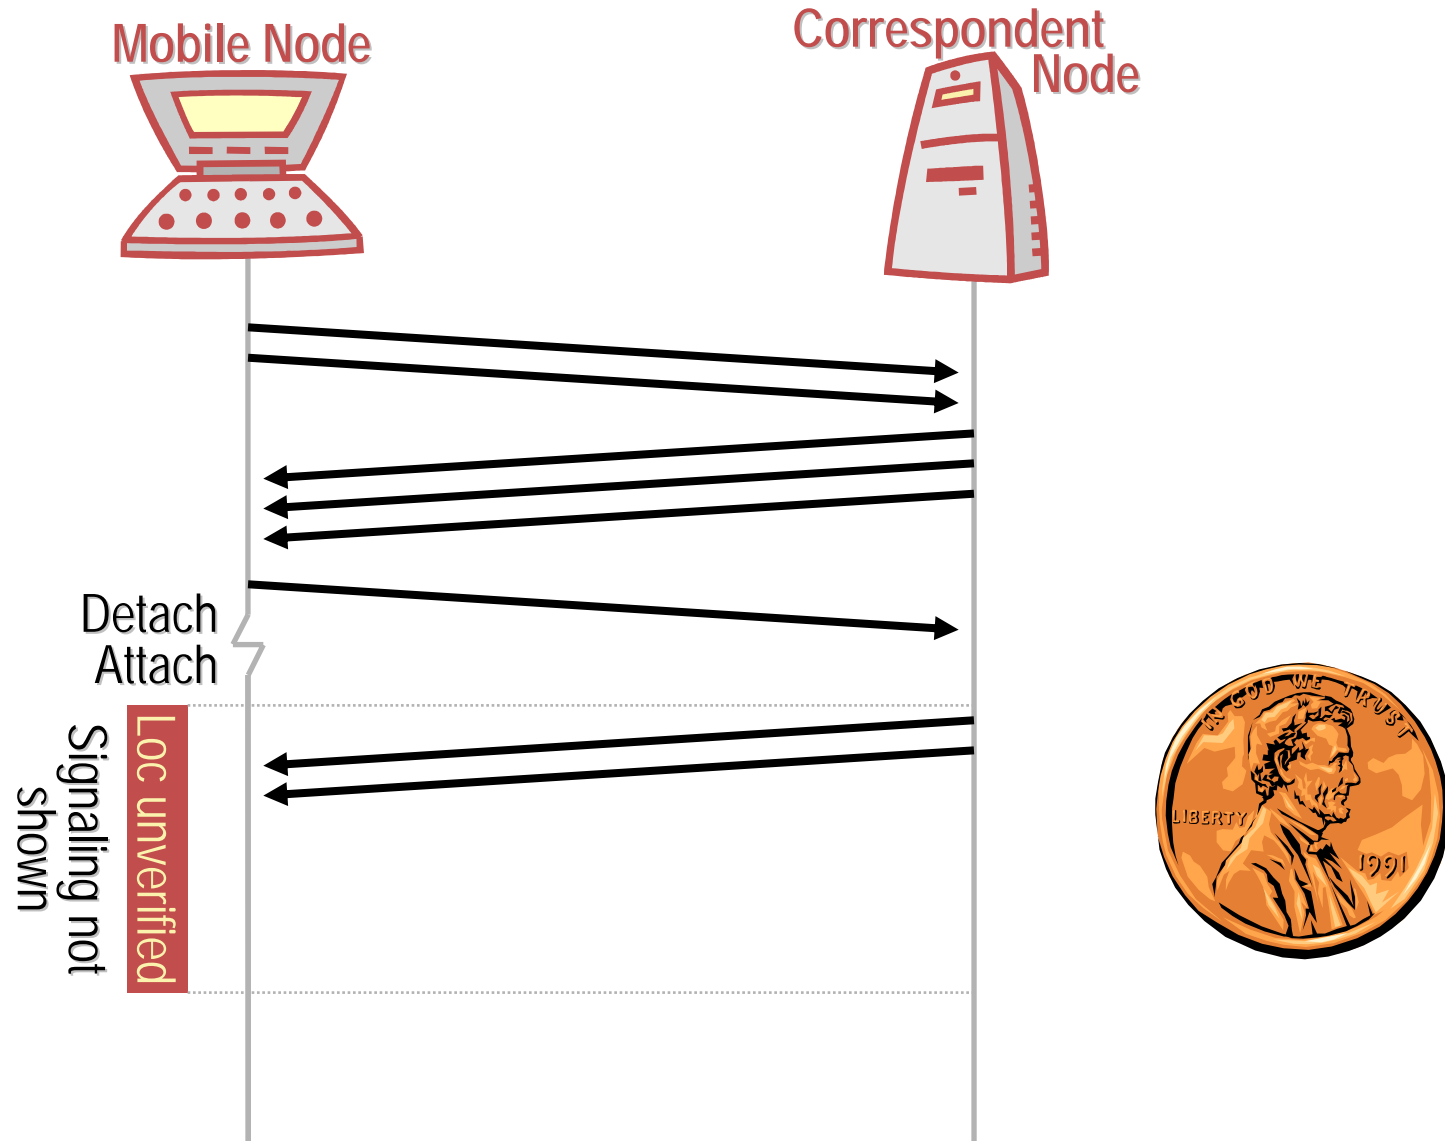 Mobile Node
Correspondent
Node
Detach
Attach
Loc unverified
Signaling not
shown
IN GOD WE TRUST
LIBERTY
1991